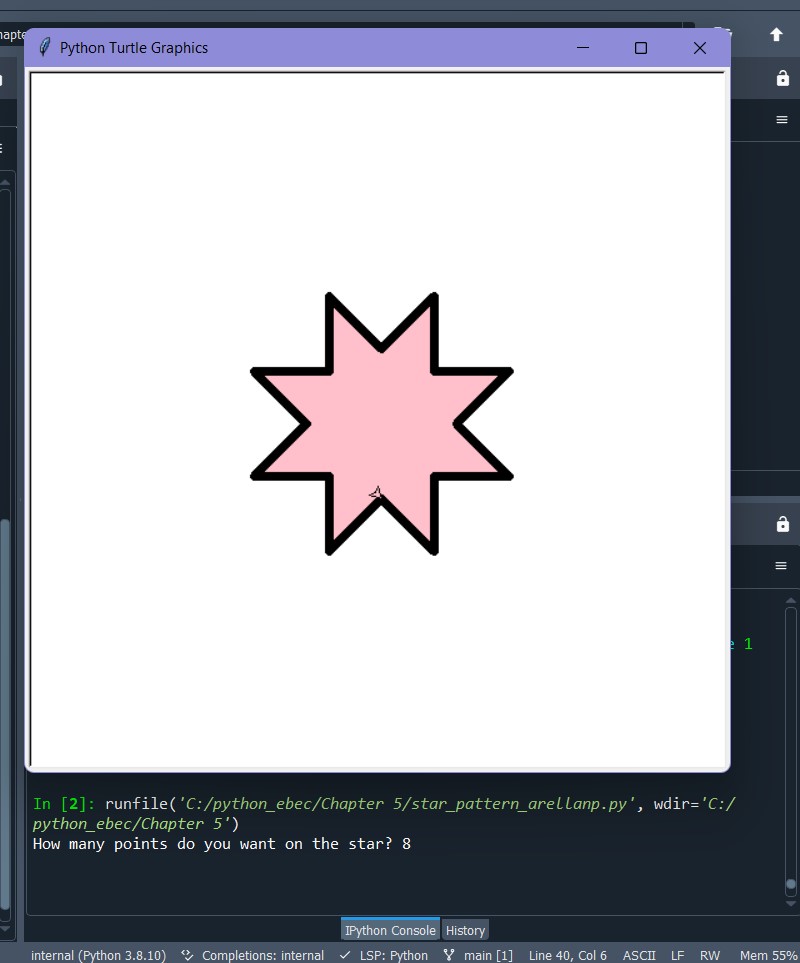 hapte
Python Turtle Graphics
e 1
In [2]: runfile('C:/python_ebec/Chapter 5/star_pattern_arellanp.py', wdir='C:/
python_ebec/Chapter 5')
How many points do you want on the star? 8
IPython Console History
internal (Python 3.8.10) Completions: internal LSP: Python main [1] Line 40, Col 6 ASCII LF RW Mem 55%